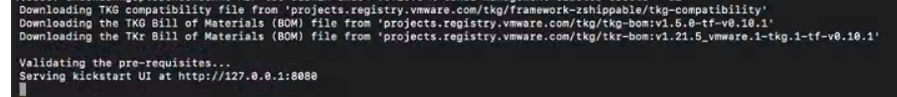 Downloading TKG compatibility file from 'projects.registry.vmware.com/tkg/framework-zshippable/tkg-compatibility'
Downloading the TKG Bill of Materials (BOM) file from 'projects.registry.vmware.com/tkg/tkg-bom:v1.5.0-tf-v0.10.1'
Downloading the TKr Bill of Materials (BOM) file from 'projects.registry.vmware.com/tkg/tkr-bom:v1.21.5_vmware.1-tkg.1-tf-v0.10.1'
Validating the pre-requisites...
Serving kickstart UI at http://127.0.0.1:8080